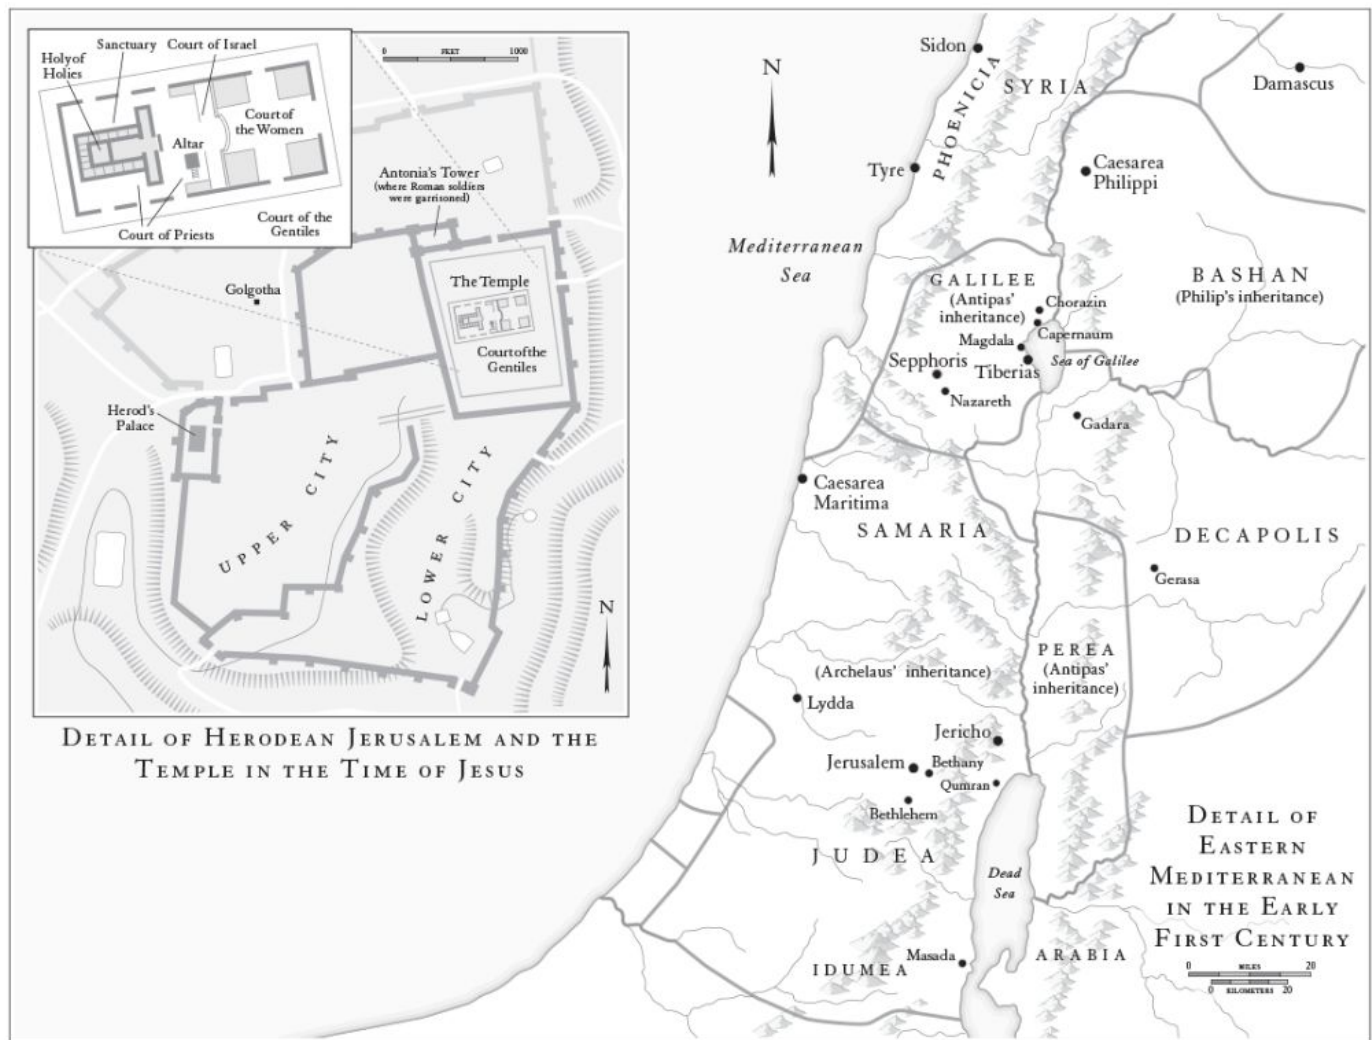 Sanctuary
Court of Israel
Holy of
Holies
Court of
the Women
Altar
Court of Priests
Court of the
Gentiles
0 FEET 1000
Antonia's Tower
(where Roman soldiers
were garrisoned)
Golgotha
The Temple
Court of the
Gentiles
Herod's
Palace
UPPER CITY
LOWER CITY
N
DETAIL OF HERODEAN JERUSALEM AND THE
TEMPLE IN THE TIME OF JESUS
N
Sidon
PHOENICIA
SYRIA
Damascus
Tyre
Caesarea
Philippi
Mediterranean
Sea
GALILEE
(Antipas'
inheritance)
BASHAN
(Philip's inheritance)
Chorazin
Capernaum
Magdala
Sepphoris
Tiberias
Sea of Galilee
Nazareth
Gadara
Caesarea
Maritima
SAMARIA
DECAPOLIS
Gerasa
PEREA
(Antipas'
inheritance)
(Archelaus' inheritance)
Lydda
Jericho
Jerusalem
Bethany
Qumran
Bethlehem
JUDEA
Dead
Sea
Masada
IDUMEA
ARABIA
DETAIL OF
EASTERN
MEDITERRANEAN
IN THE EARLY
FIRST CENTURY
0 MILES 20
0 KILOMETERS 20